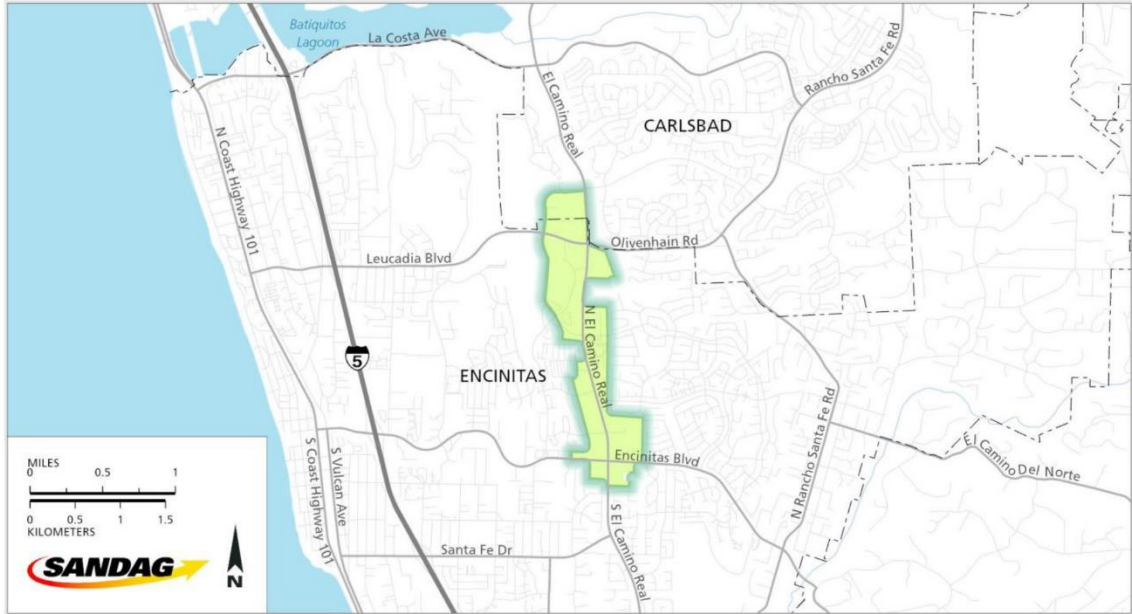 Batiquitos
Lagoon
La Costa Ave
El Camino Real
Rancho Santa Fe Rd
CARLSBAD
N Coast Highway 101
Leucadia Blvd
Olivenhain Rd
N El Camino Real
5
ENCINITAS
S Coast Highway 101
S Vulcan Ave
Encinitas Blvd
N Rancho Santa Fe Rd
El Camino Del Norte
S El Camino Real
Santa Fe Dr
MILES
0 0.5 1
0 0.5 1 1.5
KILOMETERS
SANDAG
N